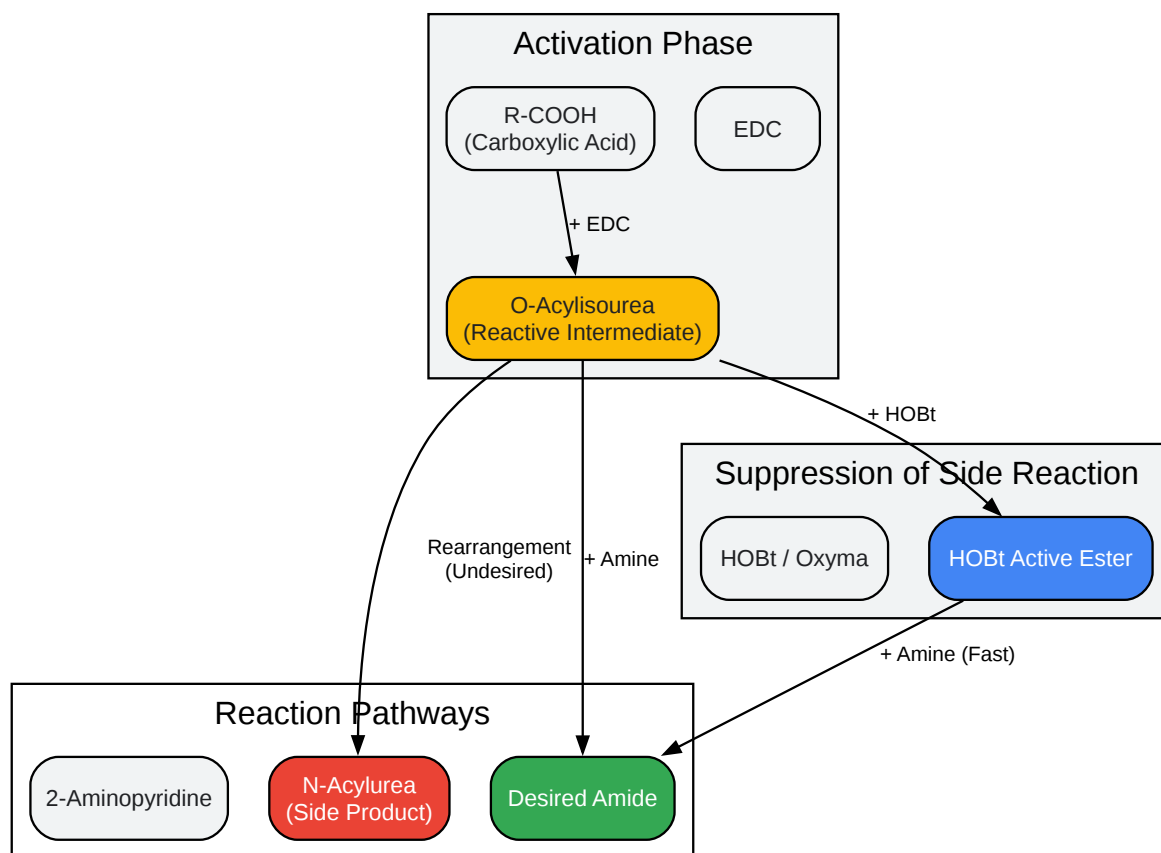 Activation Phase
R-COOH
(Carboxylic Acid)
EDC
+ EDC
O-Acylisourea
(Reactive Intermediate)
+ HOBt
Suppression of Side Reaction
HOBt / Oxyma
HOBt Active Ester
Rearrangement
(Undesired)
+ Amine
+ Amine (Fast)
Reaction Pathways
2-Aminopyridine
N-Acylurea
(Side Product)
Desired Amide